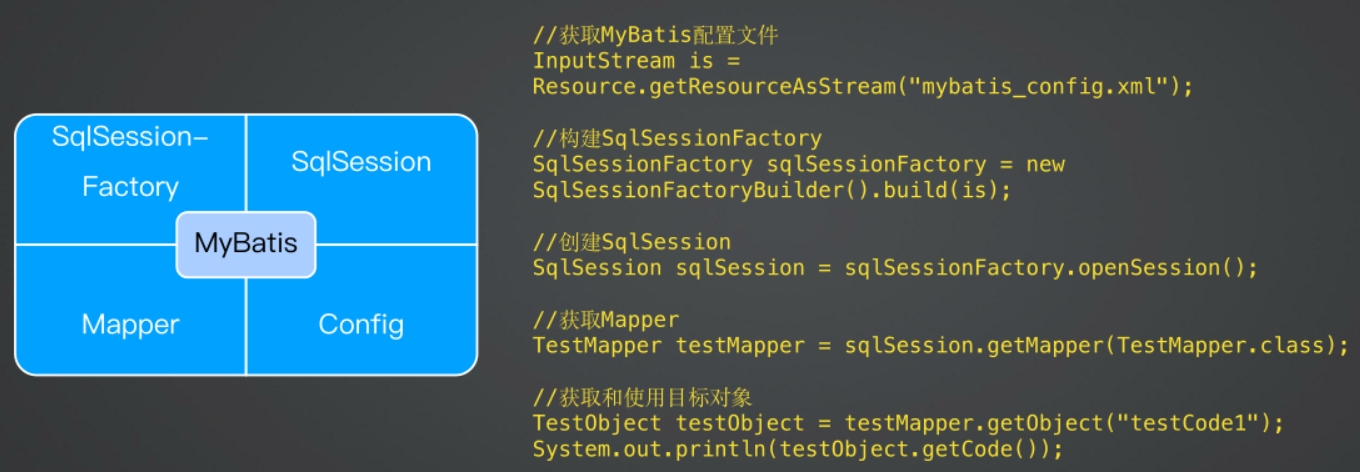 SqlSession-
Factory
SqlSession
MyBatis
Mapper
Config
//获取MyBatis配置文件
InputStream is =
Resource.getResourceAsStream("mybatis_config.xml");
//构建SqlSessionFactory
SqlSessionFactory sqlSessionFactory = new
SqlSessionFactoryBuilder().build(is);
//创建SqlSession
SqlSession sqlSession = sqlSessionFactory.openSession();
//获取Mapper
TestMapper testMapper = sqlSession.getMapper(TestMapper.class);
//获取和使用目标对象
TestObject testObject = testMapper.getObject("testCode1");
System.out.println(testObject.getCode());